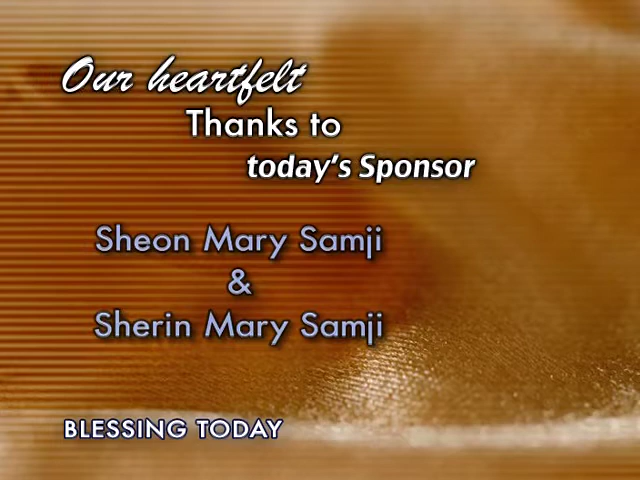 Our heartfelt
Thanks to
today's Sponsor
Sheon Mary Samji
&
Sherin Mary Samji
BLESSING TODAY